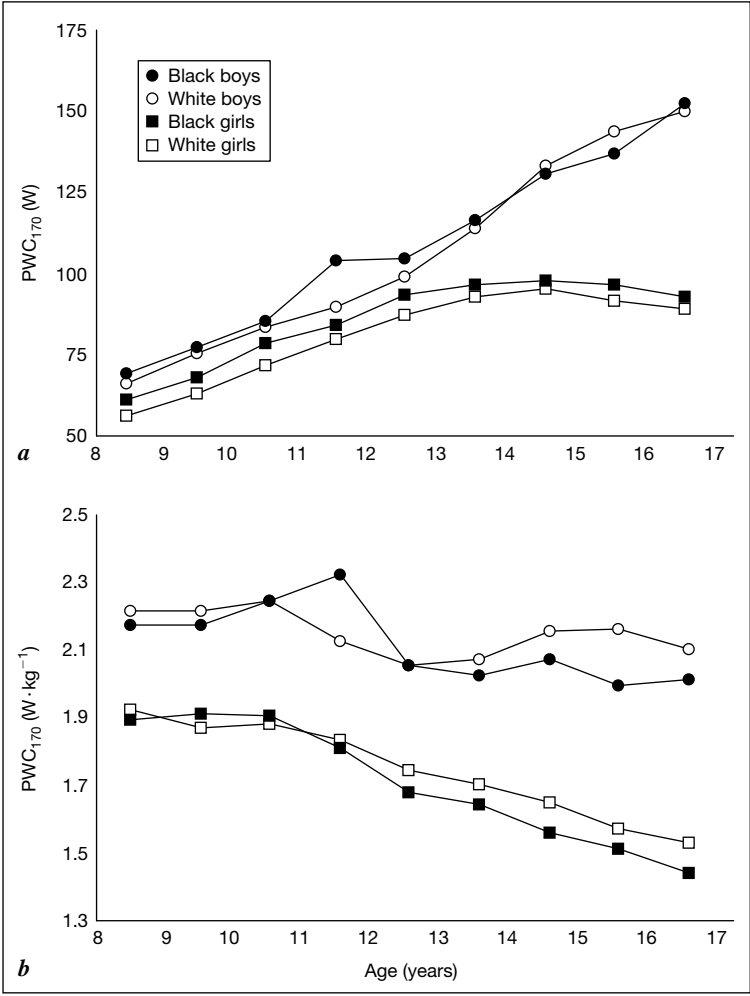 175
150
125
100
75
50
PWC₁₇₀ (W)
Black boys
White boys
Black girls
White girls
a
8 9 10 11 12 13 14 15 16 17
2.5
2.3
2.1
1.9
1.7
1.5
1.3
PWC₁₇₀ (W·kg⁻¹)
8 9 10 11 12 13 14 15 16 17
b
Age (years)